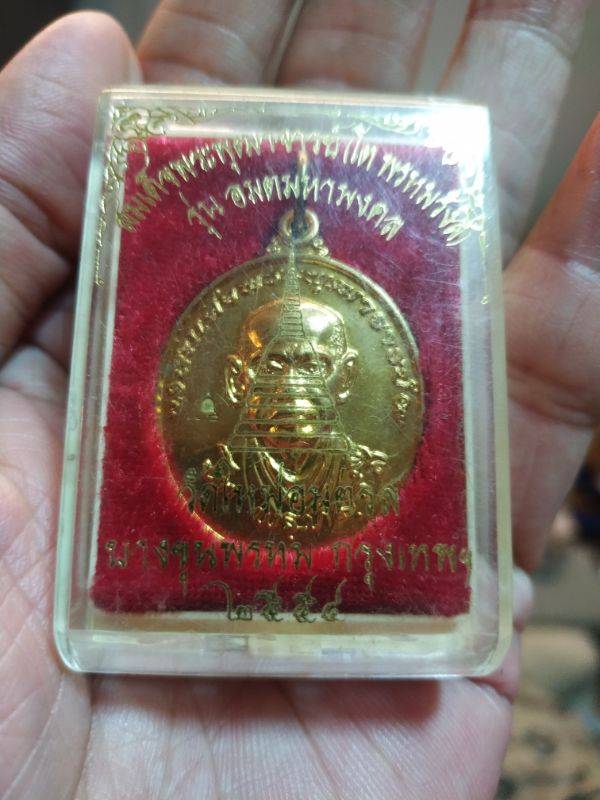 สมเด็จพระพุฒาจารย์ โต พรหมรังสี
รุ่น อมตมหามงคล
วัดใหม่อมตรส
บางขุนพรหม กรุงเทพฯ
๒๕๕๔